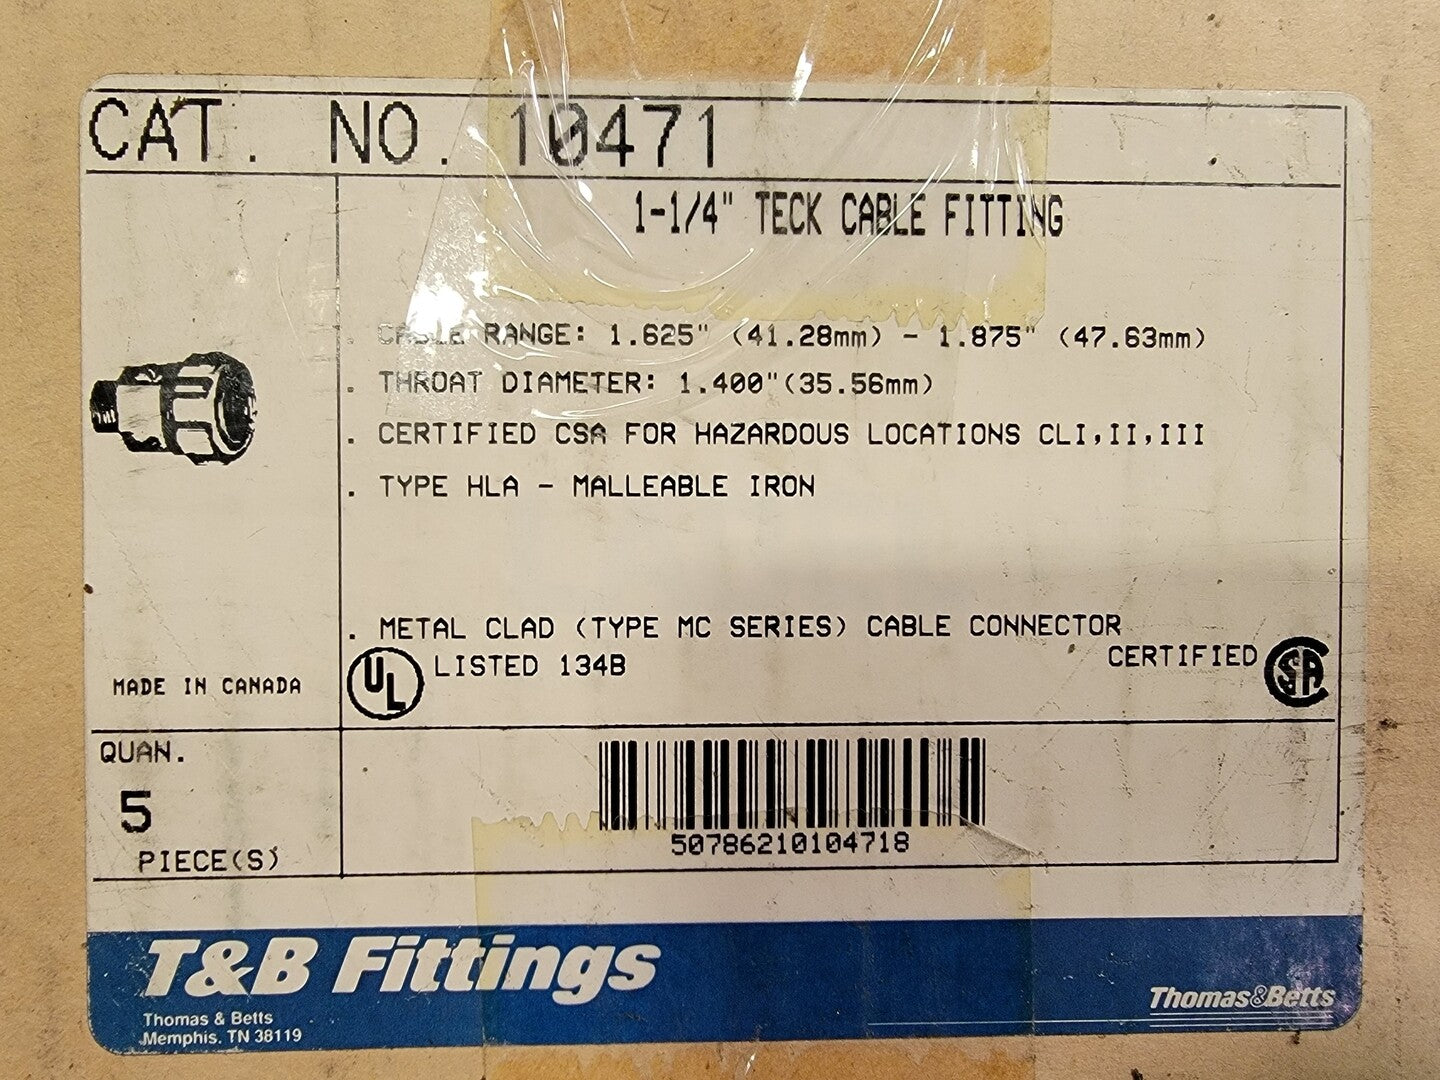 CAT. NO. 10471
1-1/4" TECK CABLE FITTING
. CABLE RANGE: 1.625" (41.28mm) - 1.875" (47.63mm)
. THROAT DIAMETER: 1.400"(35.56mm)
. CERTIFIED CSA FOR HAZARDOUS LOCATIONS CLI,II,III
. TYPE HLA - MALLEABLE IRON
. METAL CLAD (TYPE MC SERIES) CABLE CONNECTOR
UL LISTED 134B
CERTIFIED SA
MADE IN CANADA
QUAN.
5
PIECE(S)
50786210104718
T&B Fittings
Thomas & Betts
Memphis, TN 38119
Thomas&Betts